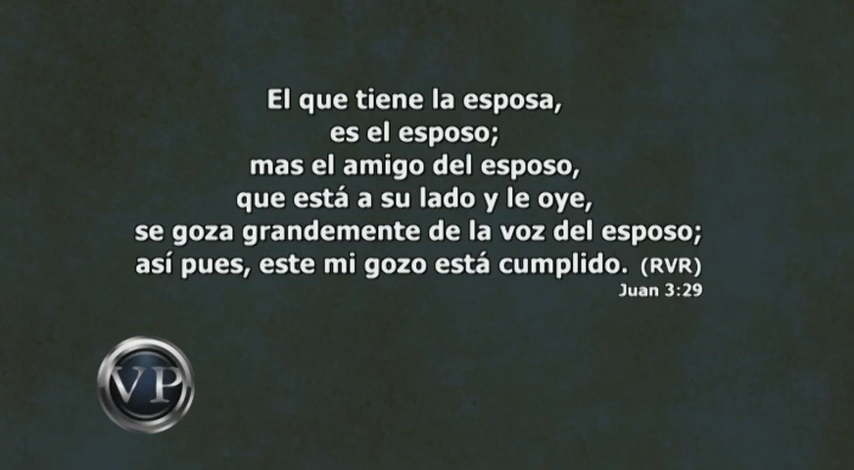 El que tiene la esposa,
es el esposo;
mas el amigo del esposo,
que está a su lado y le oye,
se goza grandemente de la voz del esposo;
así pues, este mi gozo está cumplido. (RVR)
Juan 3:29
VP